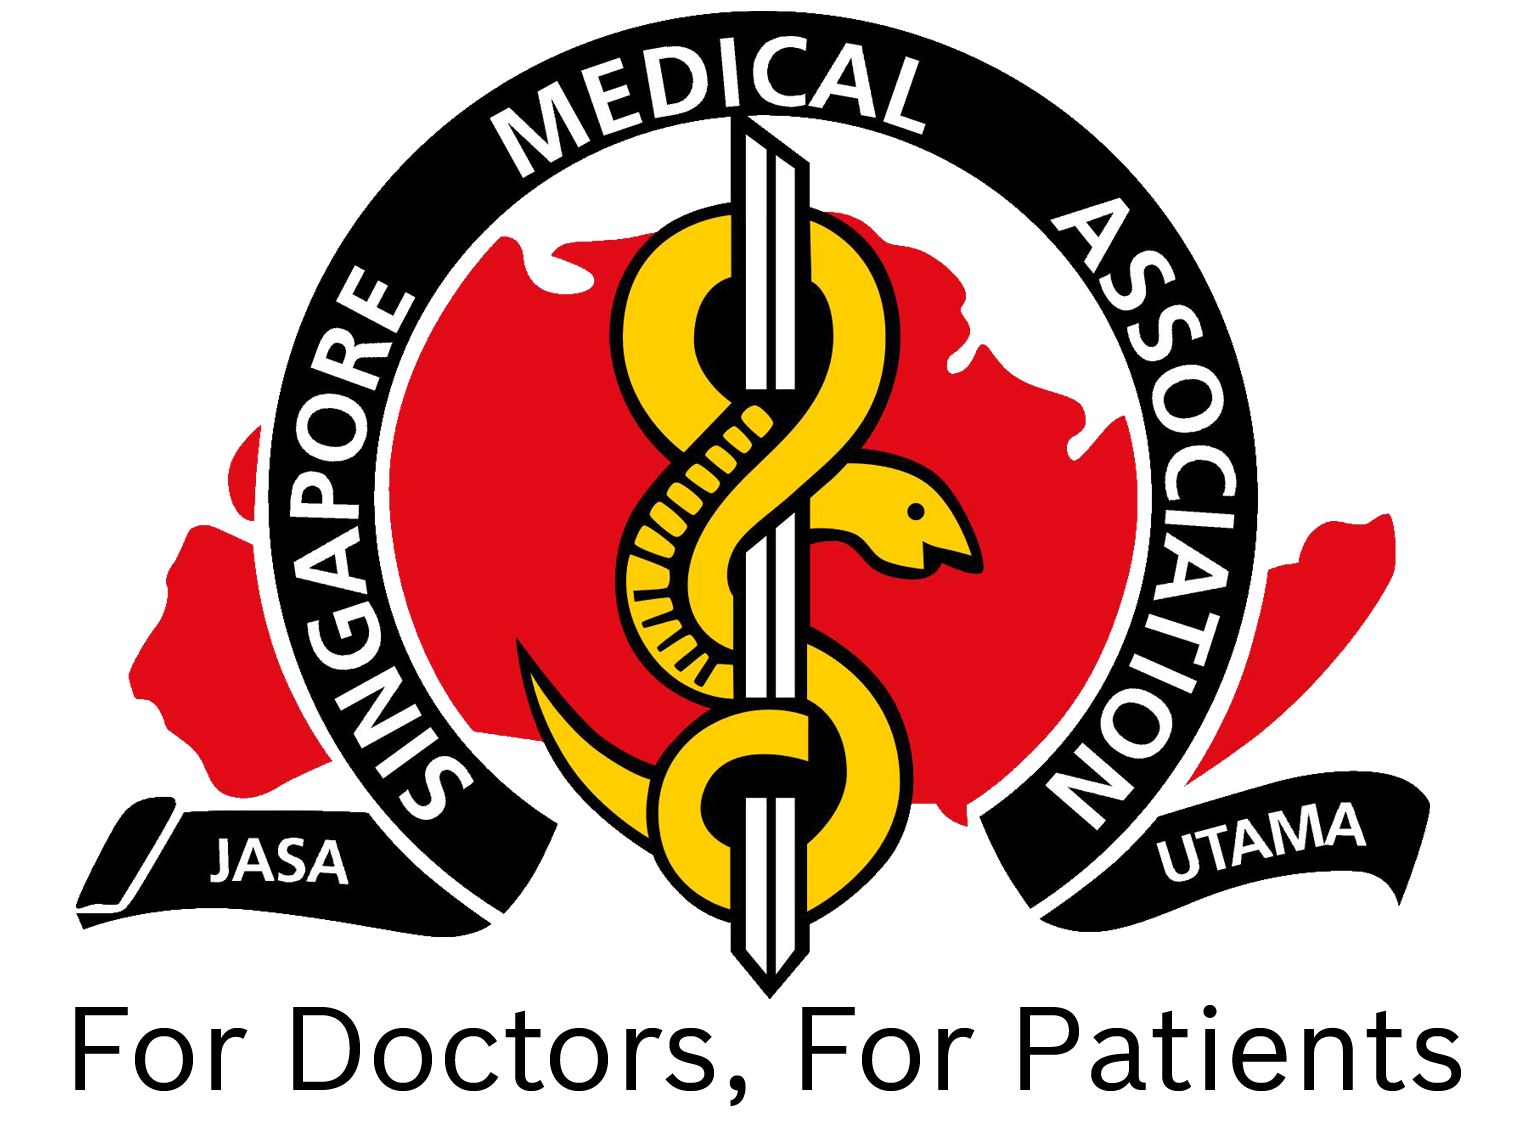 SINGAPORE MEDICAL ASSOCIATION
JASA UTAMA
For Doctors, For Patients